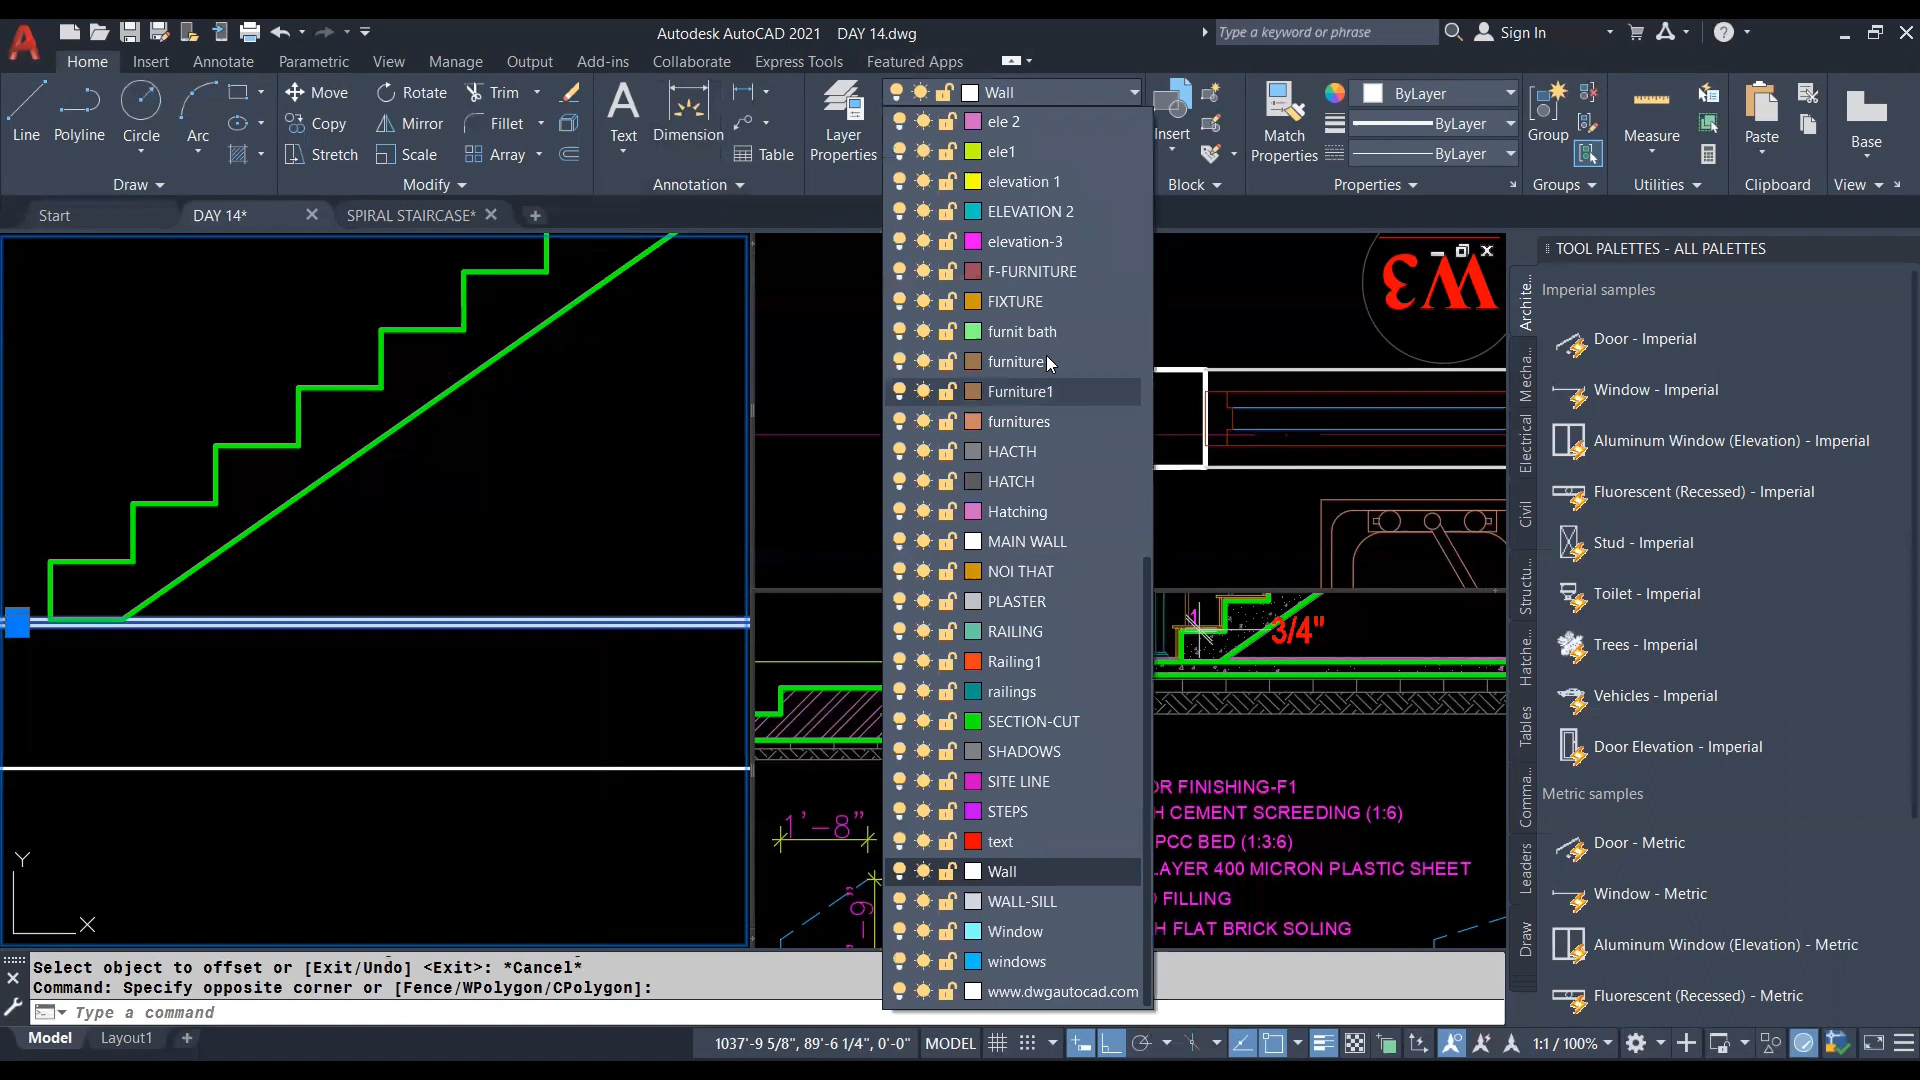 Autodesk AutoCAD 2021 DAY 14.dwg
Type a keyword or phrase
Sign In
Home Insert Annotate Parametric View Manage Output Add-ins Collaborate Express Tools Featured Apps
Line
Polyline
Circle
Arc
Draw
Move
Rotate
Trim
Copy
Mirror
Fillet
Stretch
Scale
Array
Modify
Text
Dimension
Table
Annotation
Layer
Properties
Wall
Insert
Block
Match
Properties
ByLayer
ByLayer
ByLayer
Properties
Group
Groups
Measure
Utilities
Paste
Clipboard
Base
View
Start
DAY 14*
SPIRAL STAIRCASE*
ele 2
ele1
elevation 1
ELEVATION 2
elevation-3
F-FURNITURE
FIXTURE
furnit bath
furniture
Furniture1
furnitures
HACTH
HATCH
Hatching
MAIN WALL
NOI THAT
PLASTER
RAILING
Railing1
railings
SECTION-CUT
SHADOWS
SITE LINE
STEPS
text
Wall
WALL-SILL
Window
windows
www.dwgautocad.com
W3
3/4"
1
1'-8"
-9"
OR FINISHING-F1
H CEMENT SCREEDING (1:6)
PCC BED (1:3:6)
LAYER 400 MICRON PLASTIC SHEET
FILLING
H FLAT BRICK SOLING
Y
X
TOOL PALETTES - ALL PALETTES
Archite...
Mecha...
Electrical
Civil
Structu...
Hatche...
Tables
Comma...
Leaders
Draw
Imperial samples
Door - Imperial
Window - Imperial
Aluminum Window (Elevation) - Imperial
Fluorescent (Recessed) - Imperial
Stud - Imperial
Toilet - Imperial
Trees - Imperial
Vehicles - Imperial
Door Elevation - Imperial
Metric samples
Door - Metric
Window - Metric
Aluminum Window (Elevation) - Metric
Fluorescent (Recessed) - Metric
Select object to offset or [Exit/Undo] <Exit>: *Cancel*
Command: Specify opposite corner or [Fence/WPolygon/CPolygon]:
Type a command
Model
Layout1
1037'-9 5/8", 89'-6 1/4", 0'-0"
MODEL
1:1 / 100%